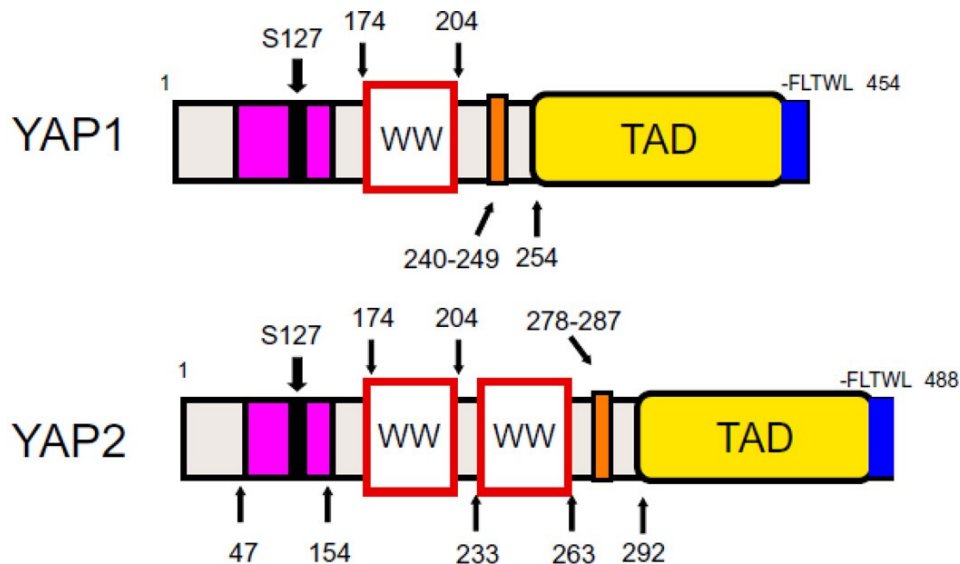 174 204
S127
1 -FLTWL 454
YAP1 WW TAD
240-249 254
174 204 278-287
S127
1 -FLTWL 488
YAP2 WW WW TAD
47 154 233 263 292